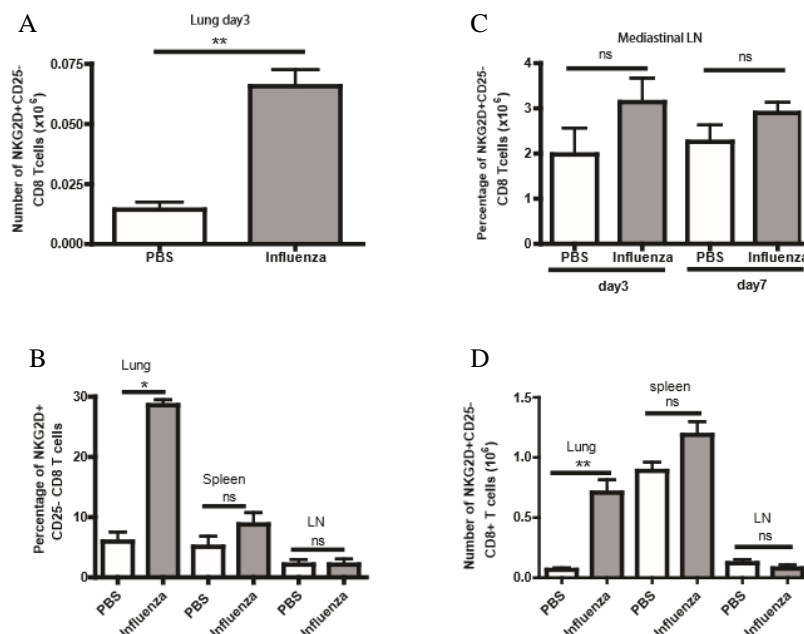 A
Lung day3
**
Number of NKG2D+CD25-
CD8 Tcells (x10⁶)
0.075
0.050
0.025
0.000
PBS
Influenza
C
Mediastinal LN
ns
ns
Percentage of NKG2D+CD25-
CD8 Tcells)
4
3
2
1
0
PBS
Influenza
PBS
Influenza
day3
day7
B
Lung
*
Percentage of NKG2D+
CD25- CD8 T cells
30
20
10
0
Spleen
ns
LN
ns
PBS
Influenza
PBS
Influenza
PBS
Influenza
D
spleen
ns
Number of NKG2D+CD25-
CD8+ T cells (10⁶)
1.5
1.0
0.5
0.0
Lung
**
LN
ns
PBS
Influenza
PBS
Influenza
PBS
Influenza